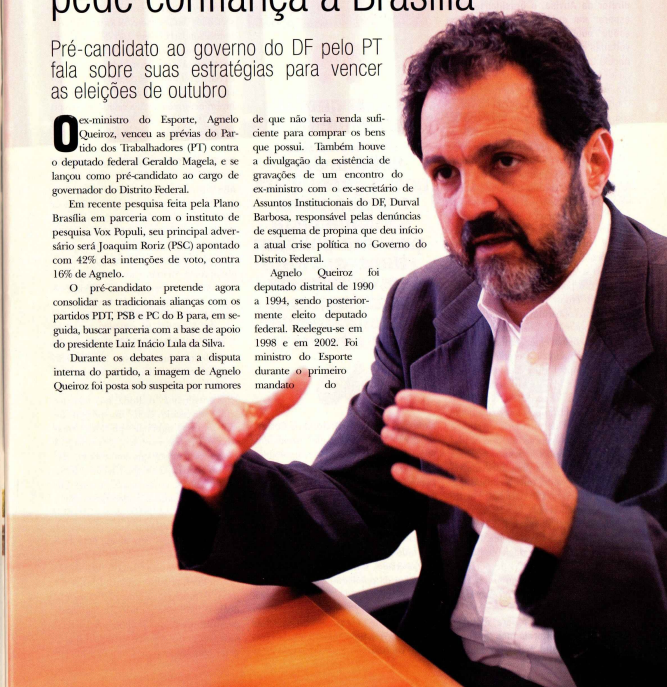 pede confiança a Brasília
Pré-candidato ao governo do DF pelo PT
fala sobre suas estratégias para vencer
as eleições de outubro
O ex-ministro do Esporte, Agnelo
Queiroz, venceu as prévias do Par-
tido dos Trabalhadores (PT) contra
o deputado federal Geraldo Magela, e se
lançou como pré-candidato ao cargo de
governador do Distrito Federal.
Em recente pesquisa feita pela Plano
Brasília em parceria com o instituto de
pesquisa Vox Populi, seu principal adver-
sário será Joaquim Roriz (PSC) apontado
com 42% das intenções de voto, contra
16% de Agnelo.
O pré-candidato pretende agora
consolidar as tradicionais alianças com os
partidos PDT, PSB e PC do B para, em se-
guida, buscar parceria com a base de apoio
do presidente Luiz Inácio Lula da Silva.
Durante os debates para a disputa
interna do partido, a imagem de Agnelo
Queiroz foi posta sob suspeita por rumores
de que não teria renda sufi-
ciente para comprar os bens
que possui. Também houve
a divulgação da existência de
gravações de um encontro do
ex-ministro com o ex-secretário de
Assuntos Institucionais do DF, Durval
Barbosa, responsável pelas denúncias
de esquema de propina que deu início
a atual crise política no Governo do
Distrito Federal.
Agnelo Queiroz foi
deputado distrital de 1990
a 1994, sendo posterior-
mente eleito deputado
federal. Reelegeu-se em
1998 e em 2002. Foi
ministro do Esporte
durante o primeiro
mandato do